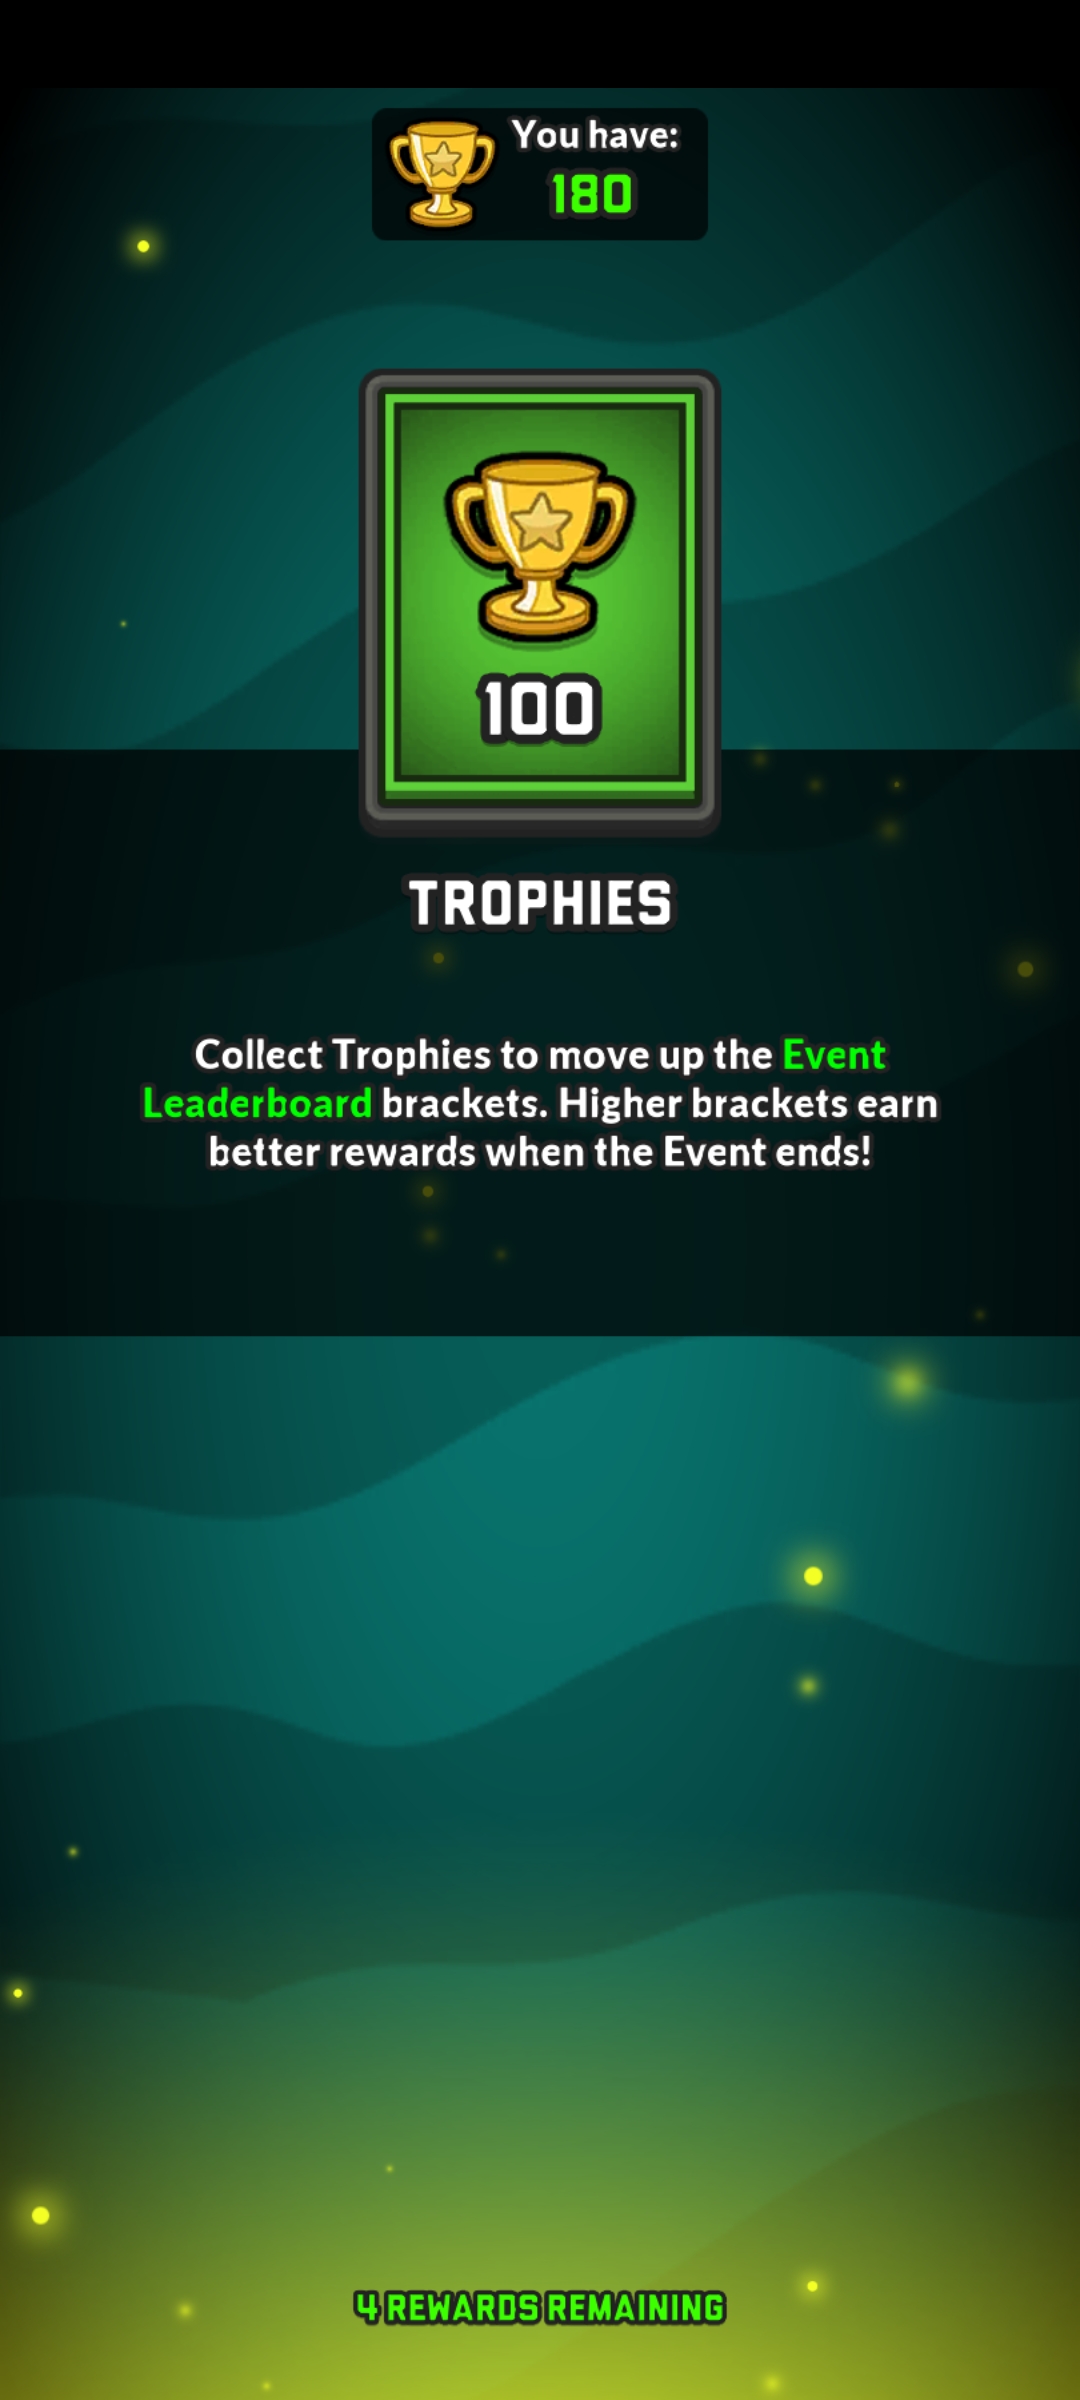 You have:
180
100
TROPHIES
Collect Trophies to move up the Event
Leaderboard brackets. Higher brackets earn
better rewards when the Event ends!
4 REWARDS REMAINING